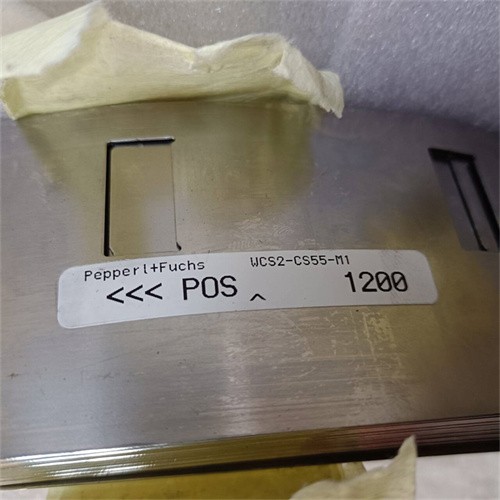 Pepperl+Fuchs WCS2-CS55-M1
<<< POS ^ 1200